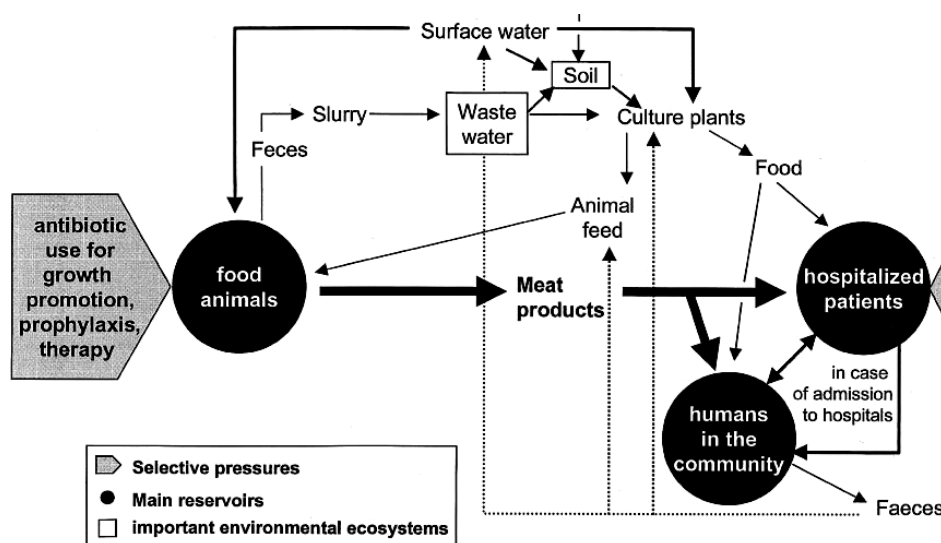 Surface water
Soil
Slurry
Waste
water
Culture plants
Feces
Food
Animal
feed
antibiotic
use for
growth
promotion,
prophylaxis,
therapy
food
animals
Meat
products
hospitalized
patients
in case
of admission
to hospitals
humans
in the
community
Faeces
Selective pressures
Main reservoirs
important environmental ecosystems